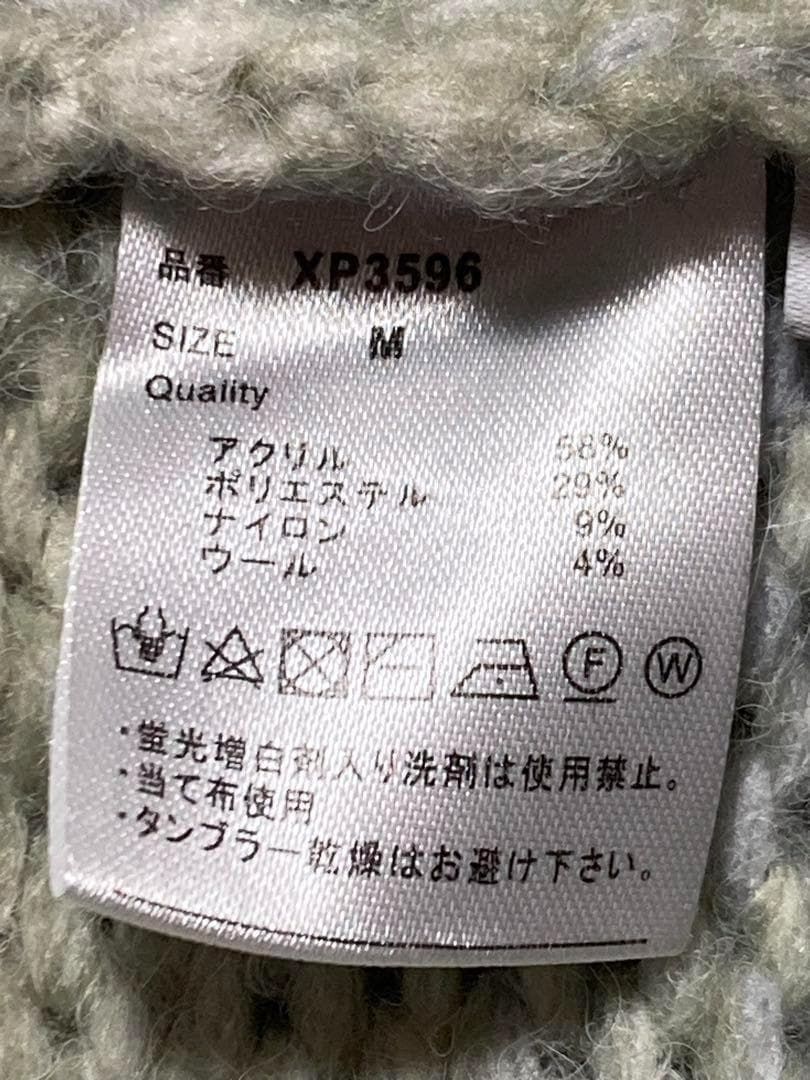 品番 XP3596
SIZE M
Quality
アクリル 58%
ポリエステル 29%
ナイロン 9%
ウール 4%
F W
・蛍光増白剤入り洗剤は使用禁止。
・当て布使用
・タンブラー乾燥はお避け下さい。